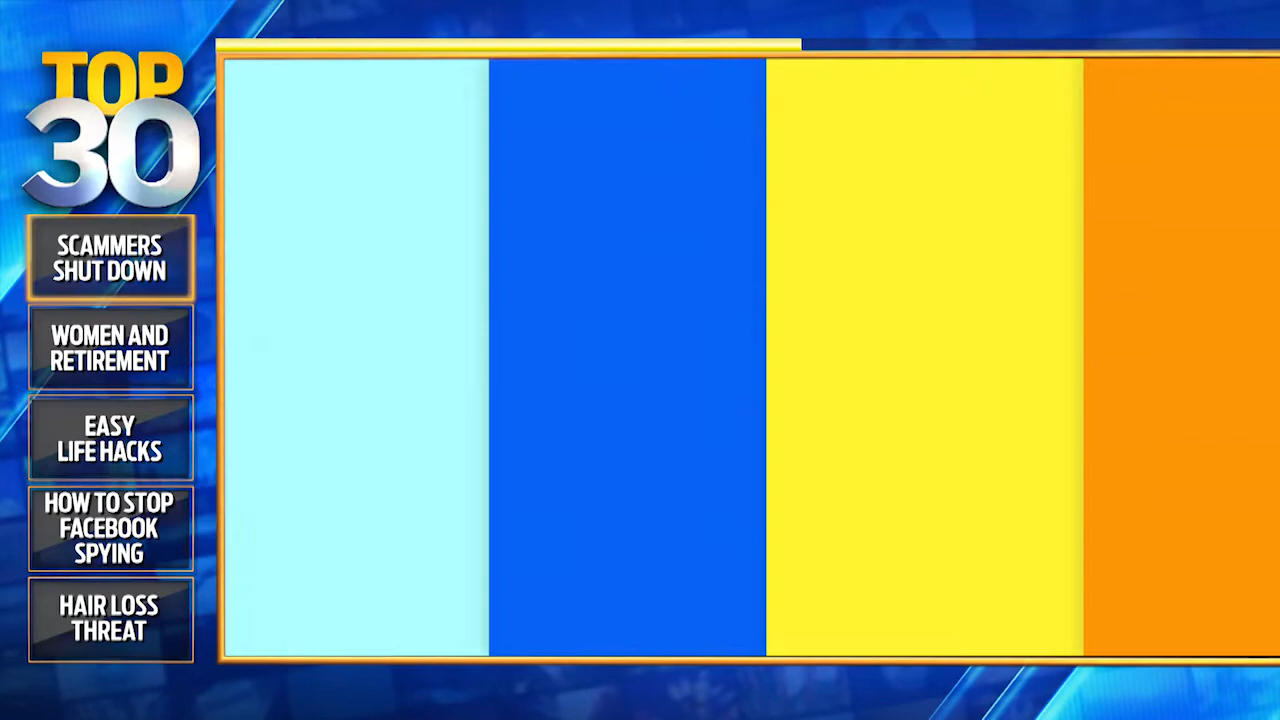 TOP
30
SCAMMERS
SHUT DOWN
WOMEN AND
RETIREMENT
EASY
LIFE HACKS
HOW TO STOP
FACEBOOK
SPYING
HAIR LOSS
THREAT